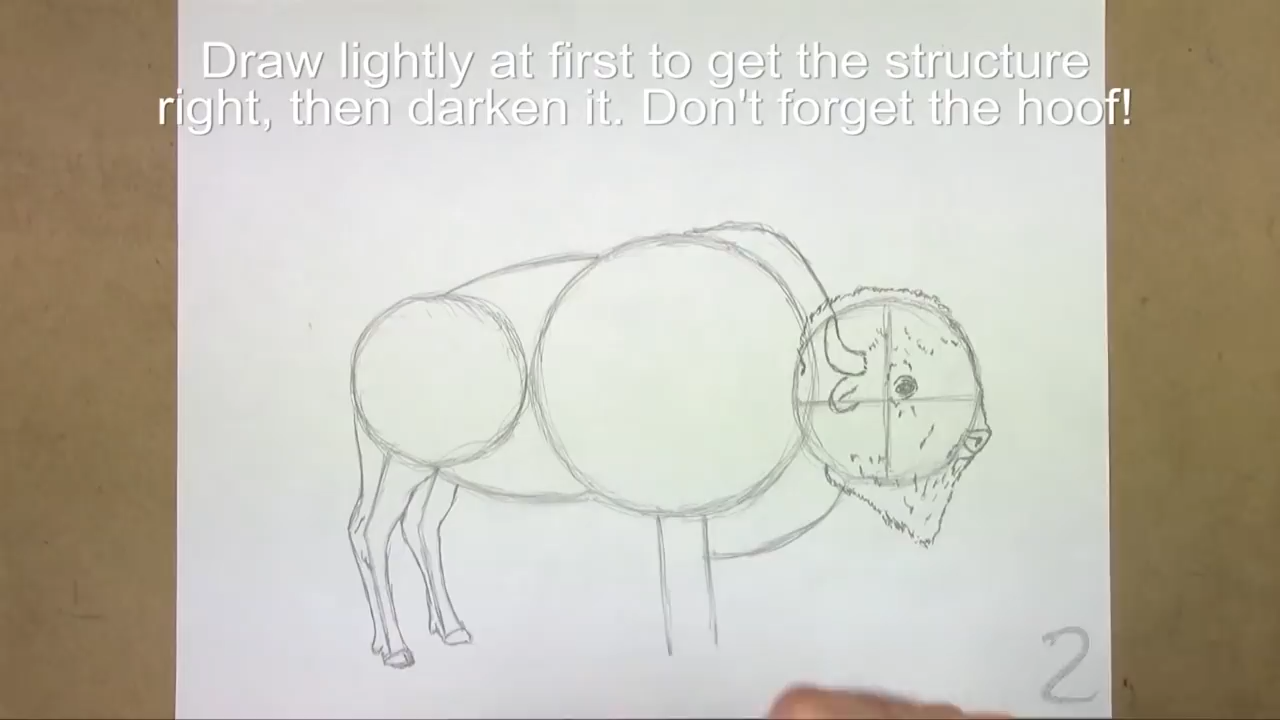 Draw lightly at first to get the structure
right, then darken it. Don't forget the hoof!
2